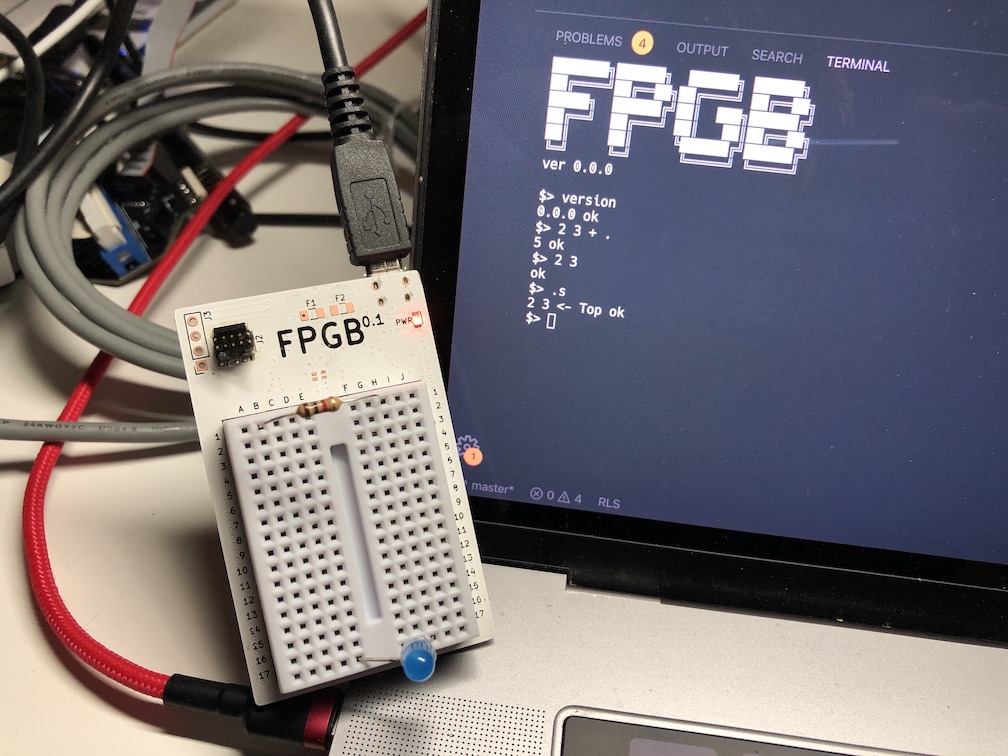 PROBLEMS 4 OUTPUT SEARCH TERMINAL
FPGB
ver 0.0.0
$> version
0.0.0 ok
$> 2 3 + .
5 ok
$> 2 3
ok
$> .s
2 3 <- Top ok
$>
1
master* 0 4 RLS
F1 F2
J3
J2
FPGB0.1
PWR
A B C D E F G H I J
1 1
2 2
3 3
4 4
5 5
6 6
7 7
8 8
9 9
10 10
11 11
12 12
13 13
14 14
15 15
16 16
17 17
24AWG